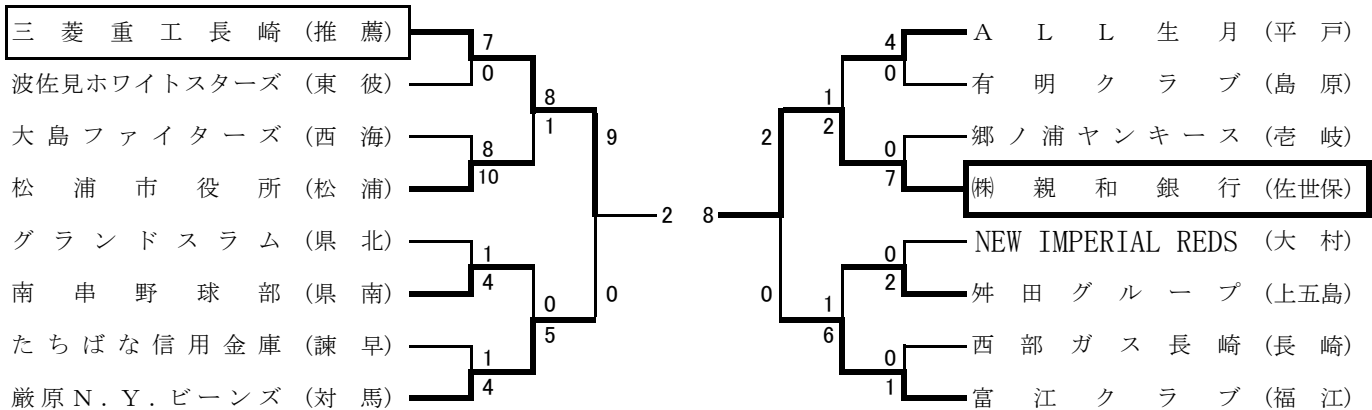 三菱重工長崎 (推薦)
波佐見ホワイトスターズ (東彼)
大島ファイターズ (西海)
松浦市役所 (松浦)
グランドスラム (県北)
南串野球部 (県南)
たちばな信用金庫 (諫早)
厳原N.Y.ビーンズ (対馬)
7
0
8
10
1
4
1
4
8
1
0
5
9
0
2 8
2
0
1
2
1
6
4
0
0
7
0
2
0
1
ALL生月 (平戸)
有明クラブ (島原)
郷ノ浦ヤンキース (壱岐)
㈱親和銀行 (佐世保)
NEW IMPERIAL REDS (大村)
舛田グループ (上五島)
西部ガス長崎 (長崎)
富江クラブ (福江)